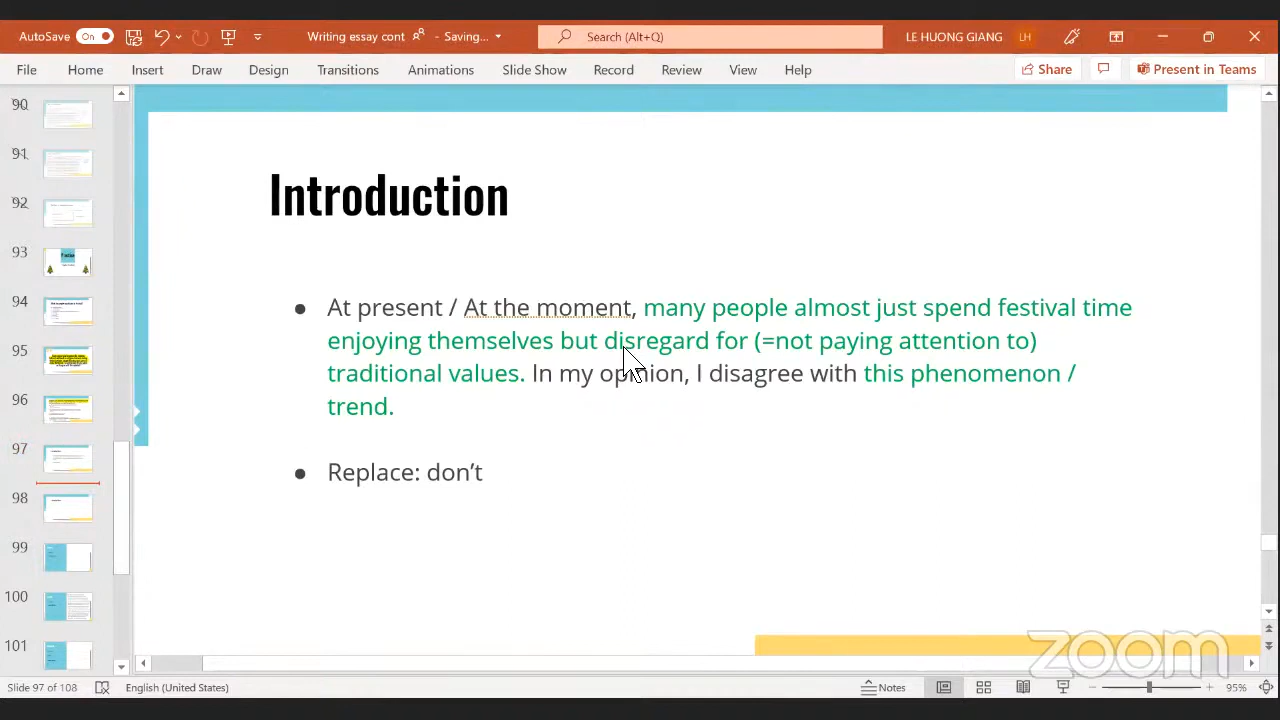 AutoSave On Writing essay cont - Saving... Search (Alt+Q) LE HUONG GIANG LH
File Home Insert Draw Design Transitions Animations Slide Show Record Review View Help Share Present in Teams
90
91
92
93
94
95
96
97
98
99
100
101
Introduction
● At present / At the moment, many people almost just spend festival time
enjoying themselves but disregard for (=not paying attention to)
traditional values. In my opinion, I disagree with this phenomenon /
trend.
● Replace: don’t
zoom
Slide 97 of 108 English (United States) Notes 95%